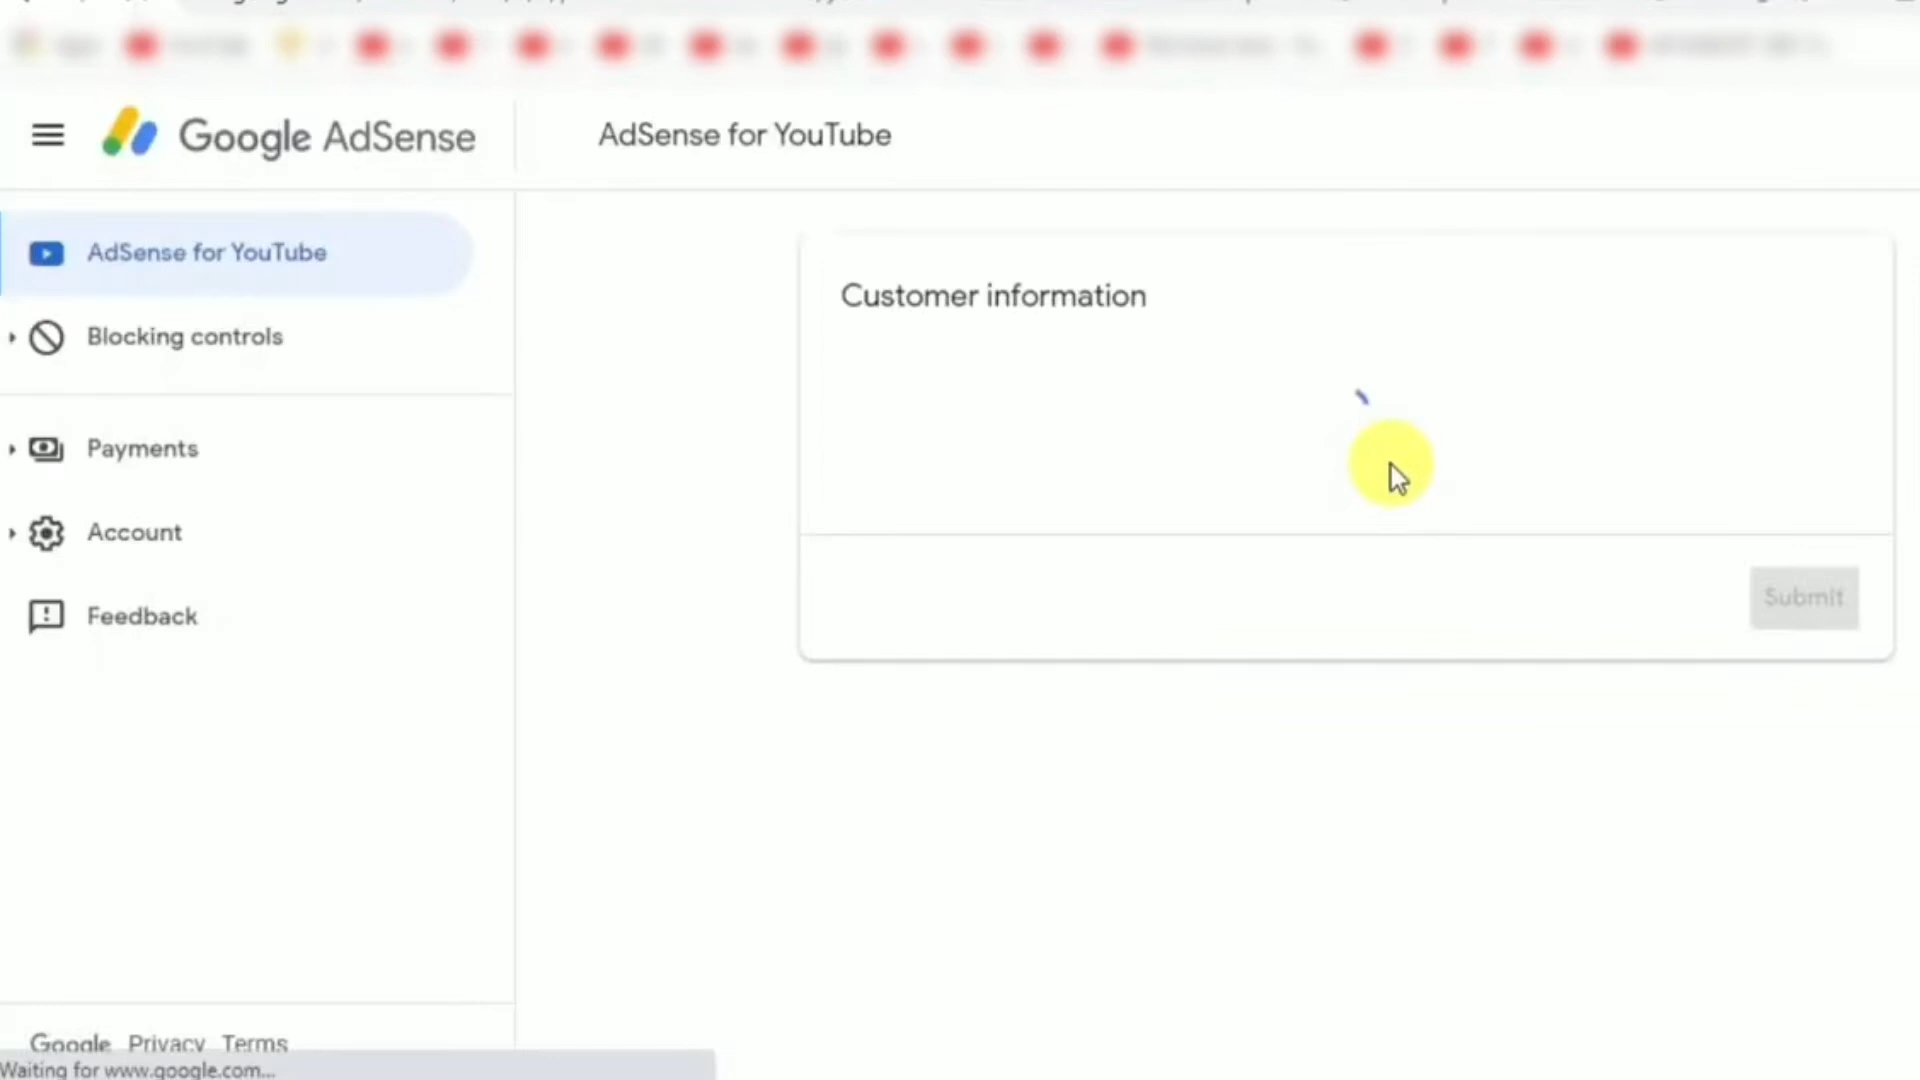 Google AdSense
AdSense for YouTube
AdSense for YouTube
Blocking controls
Payments
Account
Feedback
Customer information
Submit
Google Privacy Terms
Waiting for www.google.com...